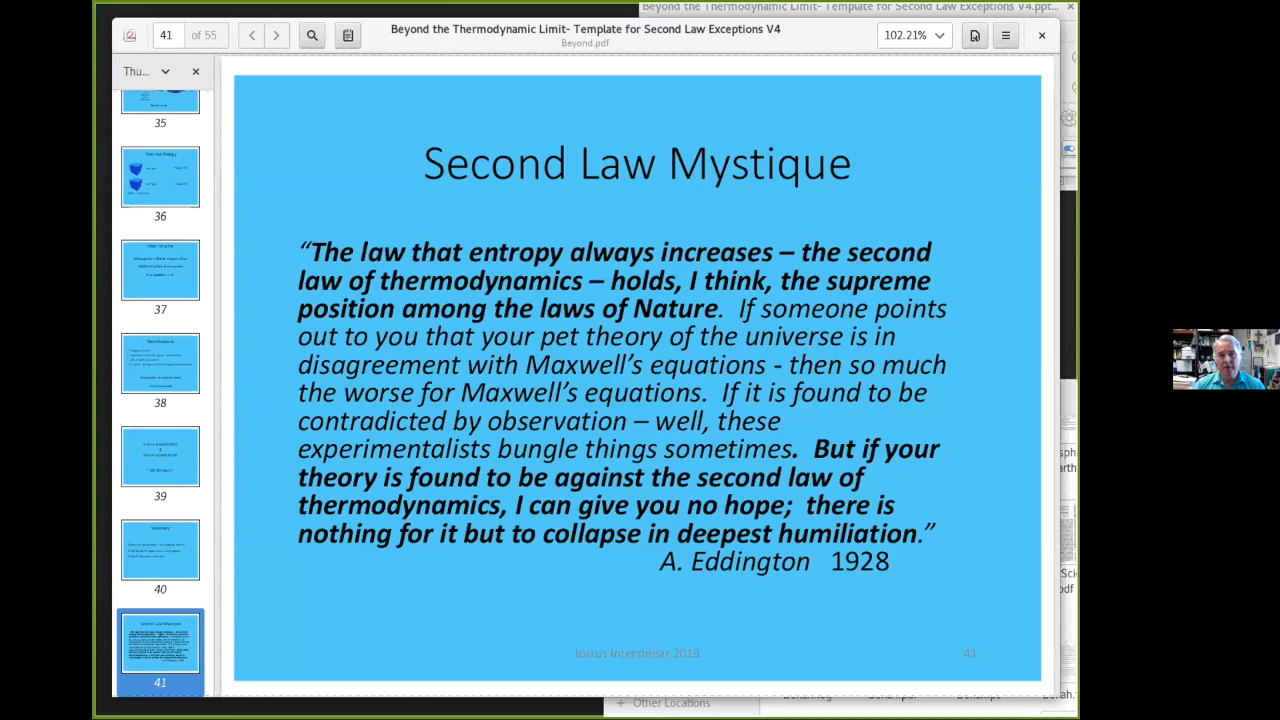 Beyond the Thermodynamic Limit- Template for Second Law Exceptions V4.ppt...
41 of 55
Beyond the Thermodynamic Limit- Template for Second Law Exceptions V4
Beyond.pdf
102.21%
Thu...
35
Thermal Energy
36
37
38
39
Summary
40
Second Law Mystique
41
Second Law Mystique
“The law that entropy always increases – the second
law of thermodynamics – holds, I think, the supreme
position among the laws of Nature. If someone points
out to you that your pet theory of the universe is in
disagreement with Maxwell’s equations - then so much
the worse for Maxwell’s equations. If it is found to be
contradicted by observation – well, these
experimentalists bungle things sometimes. But if your
theory is found to be against the second law of
thermodynamics, I can give you no hope; there is
nothing for it but to collapse in deepest humiliation.”
A. Eddington 1928
Icarus Interstellar 2019 41
+ Other Locations